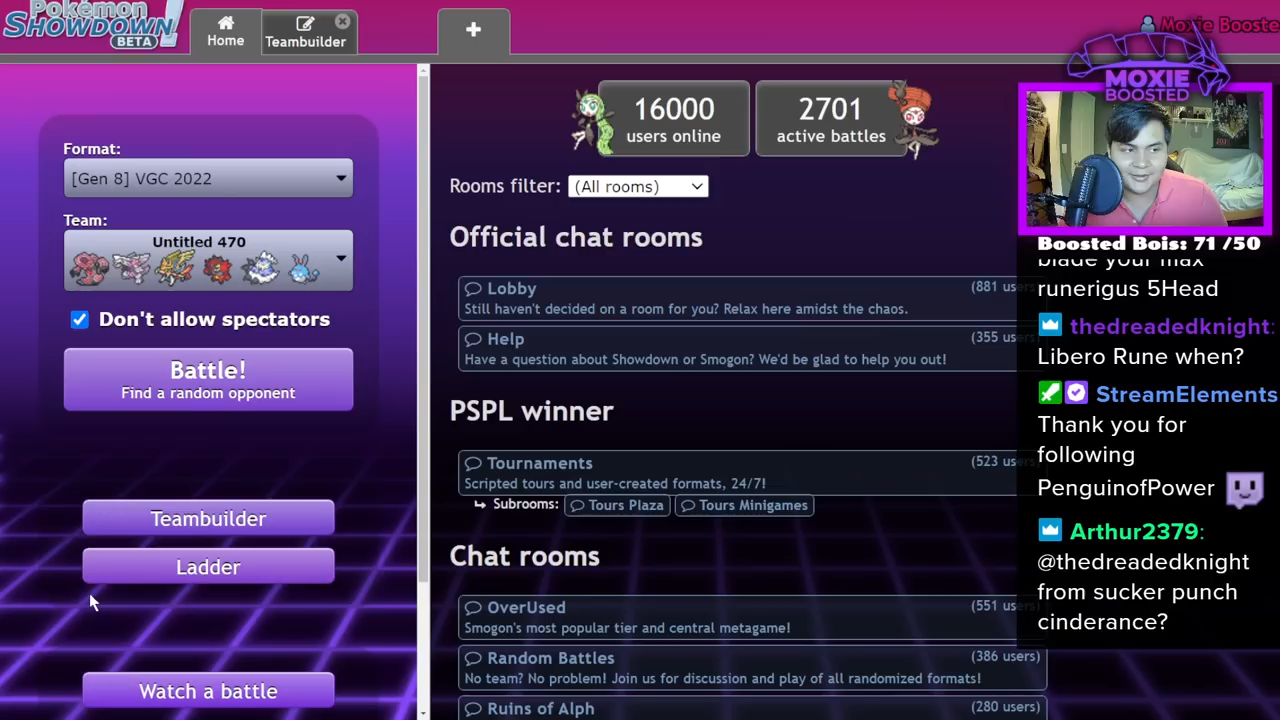 Pokémon
SHOWDOWN!
BETA
Home
Teambuilder
+
Moxie Booste
MOXIE
BOOSTED
Format:
[Gen 8] VGC 2022
Team:
Untitled 470
Don't allow spectators
Battle!
Find a random opponent
Teambuilder
Ladder
Watch a battle
16000
users online
2701
active battles
Rooms filter:
(All rooms)
Official chat rooms
Lobby
(881 users
Still haven't decided on a room for you? Relax here amidst the chaos.
Help
(355 users
Have a question about Showdown or Smogon? We'd be glad to help you out!
PSPL winner
Tournaments
(523 users
Scripted tours and user-created formats, 24/7!
Subrooms:
Tours Plaza
Tours Minigames
Chat rooms
OverUsed
(551 users
Smogon's most popular tier and central metagame!
Random Battles
(386 users)
No team? No problem! Join us for discussion and play of all randomized formats!
Ruins of Alph
(280 users)
Boosted Bois: 71 /50
blade your max
runerigus 5Head
thedreadedknight:
Libero Rune when?
StreamElements
Thank you for
following
PenguinofPower
Arthur2379:
@thedreadedknight
from sucker punch
cinderance?